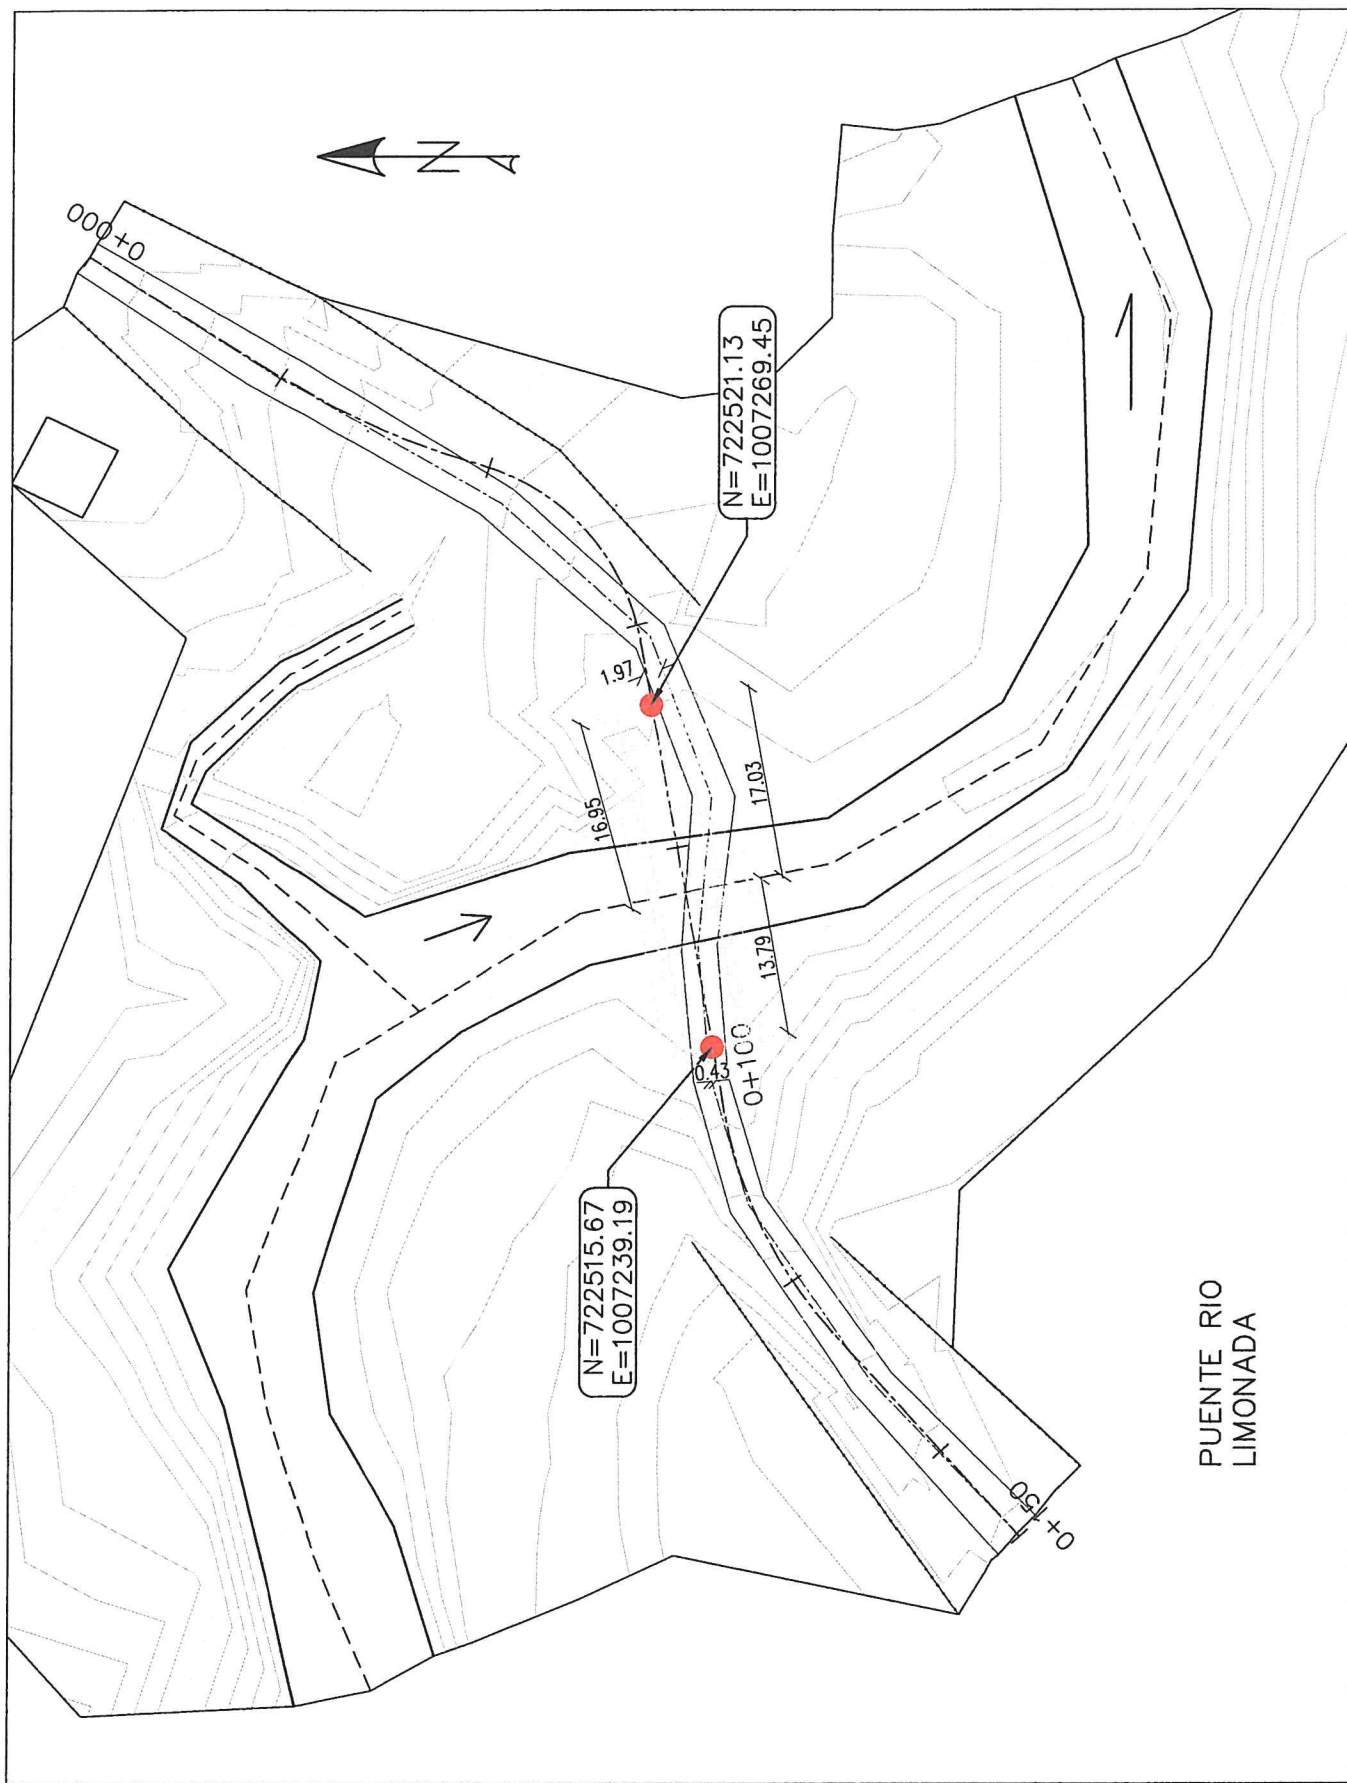 N
0+000
N=722521.13
E=1007269.45
1.97
16.95
17.03
13.79
0+100
0.43
N=722515.67
E=1007239.19
0+150
PUENTE RIO
LIMONADA